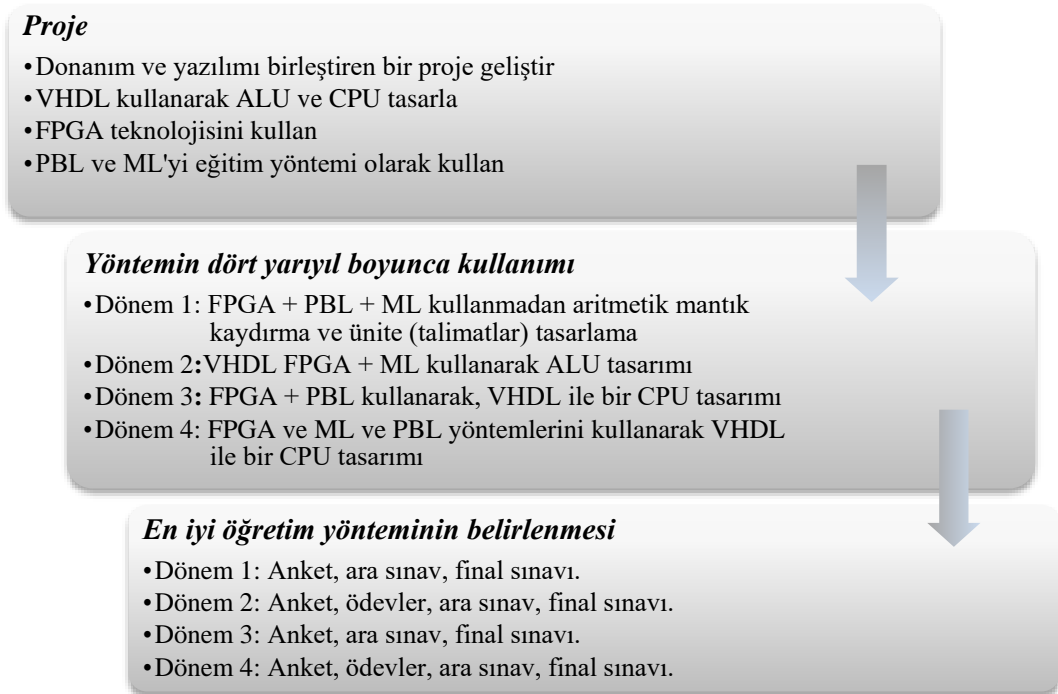 Proje
•Donanım ve yazılımı birleştiren bir proje geliştir
•VHDL kullanarak ALU ve CPU tasarla
•FPGA teknolojisini kullan
•PBL ve ML'yi eğitim yöntemi olarak kullan
Yöntemin dört yarıyıl boyunca kullanımı
•Dönem 1: FPGA + PBL + ML kullanmadan aritmetik mantık
kaydırma ve ünite (talimatlar) tasarlama
•Dönem 2:VHDL FPGA + ML kullanarak ALU tasarımı
•Dönem 3: FPGA + PBL kullanarak, VHDL ile bir CPU tasarımı
•Dönem 4: FPGA ve ML ve PBL yöntemlerini kullanarak VHDL
ile bir CPU tasarımı
En iyi öğretim yönteminin belirlenmesi
•Dönem 1: Anket, ara sınav, final sınavı.
•Dönem 2: Anket, ödevler, ara sınav, final sınavı.
•Dönem 3: Anket, ara sınav, final sınavı.
•Dönem 4: Anket, ödevler, ara sınav, final sınavı.